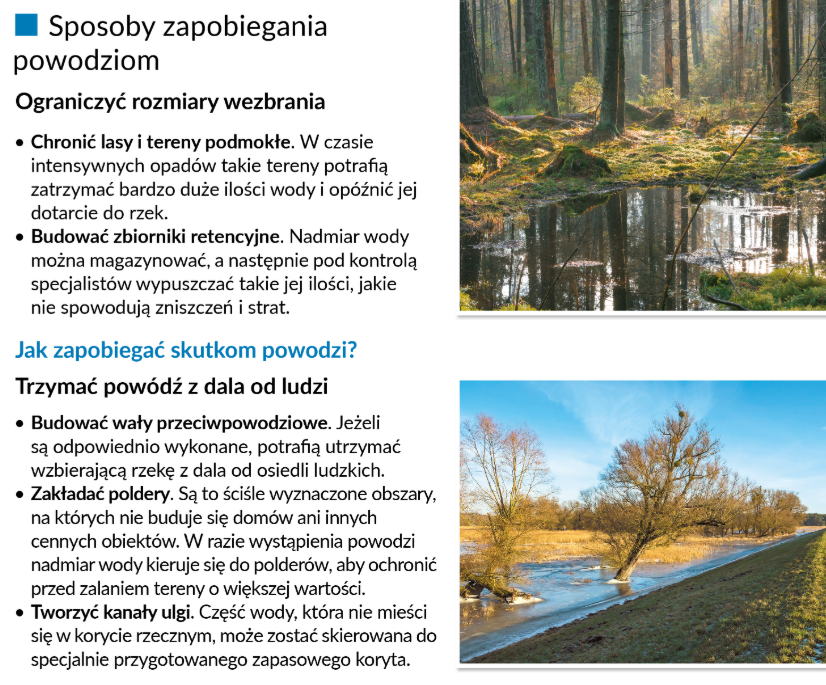 Sposoby zapobiegania
powodziom
Ograniczyć rozmiary wezbrania
• Chronić lasy i tereny podmokłe. W czasie
intensywnych opadów takie tereny potrafią
zatrzymać bardzo duże ilości wody i opóźnić jej
dotarcie do rzek.
• Budować zbiorniki retencyjne. Nadmiar wody
można magazynować, a następnie pod kontrolą
specjalistów wypuszczać takie jej ilości, jakie
nie spowodują zniszczeń i strat.
Jak zapobiegać skutkom powodzi?
Trzymać powódź z dala od ludzi
• Budować wały przeciwpowodziowe. Jeżeli
są odpowiednio wykonane, potrafią utrzymać
wzbierającą rzekę z dala od osiedli ludzkich.
• Zakładać poldery. Są to ściśle wyznaczone obszary,
na których nie buduje się domów ani innych
cennych obiektów. W razie wystąpienia powodzi
nadmiar wody kieruje się do polderów, aby ochronić
przed zalaniem tereny o większej wartości.
• Tworzyć kanały ulgi. Część wody, która nie mieści
się w korycie rzecznym, może zostać skierowana do
specjalnie przygotowanego zapasowego koryta.